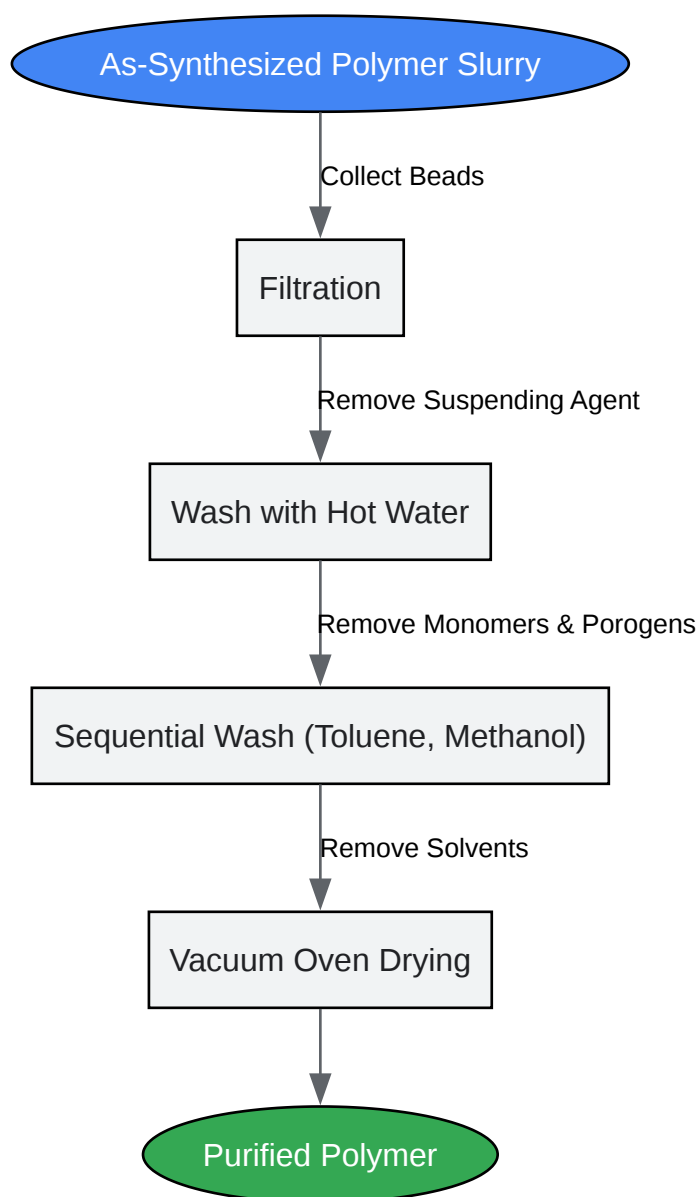 As-Synthesized Polymer Slurry
Collect Beads
Filtration
Remove Suspending Agent
Wash with Hot Water
Remove Monomers & Porogens
Sequential Wash (Toluene, Methanol)
Remove Solvents
Vacuum Oven Drying
Purified Polymer